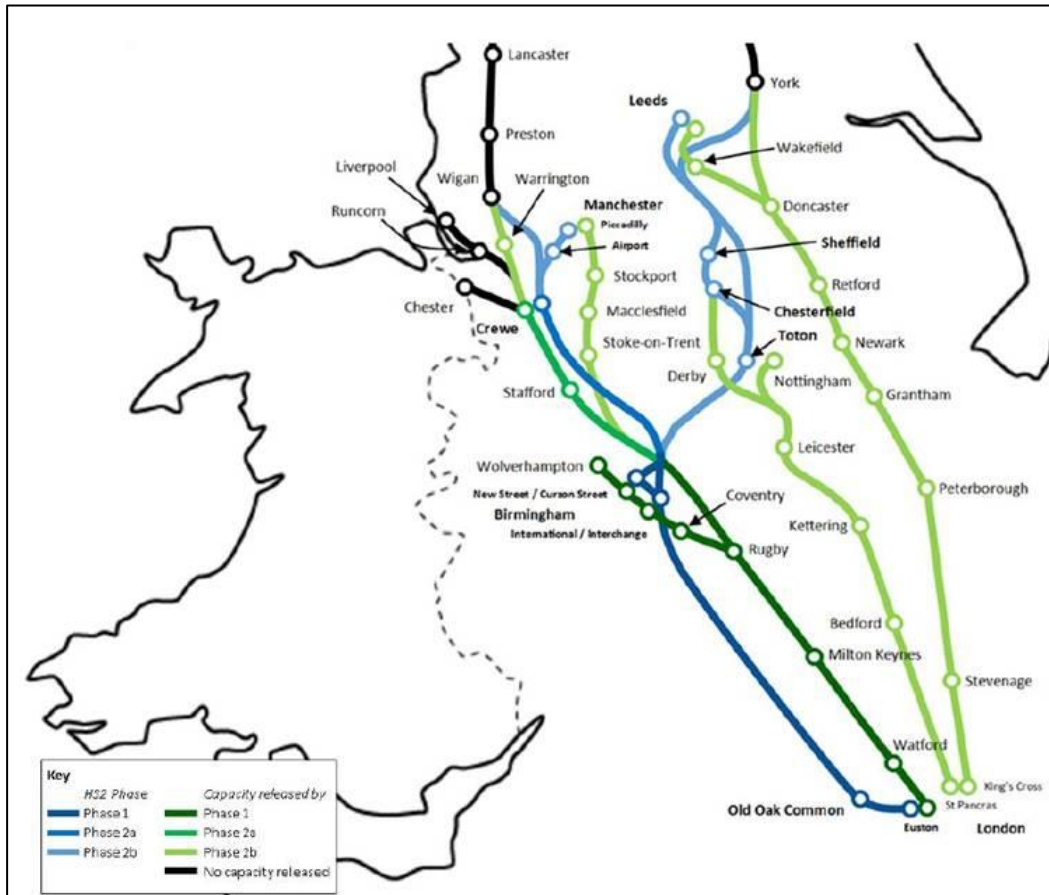 Lancaster
York
Leeds
Preston
Wakefield
Liverpool
Wigan
Warrington
Manchester
Doncaster
Runcorn
Piccadilly
Airport
Sheffield
Stockport
Retford
Chester
Macclesfield
Chesterfield
Crewe
Toton
Stoke-on-Trent
Newark
Derby
Nottingham
Stafford
Grantham
Leicester
Wolverhampton
Peterborough
New Street / Curzon Street
Coventry
Birmingham
Kettering
International / Interchange
Rugby
Bedford
Milton Keynes
Stevenage
Watford
King's Cross
St Pancras
Old Oak Common
Euston
London
Key
HS2 Phase
Capacity released by
Phase 1
Phase 1
Phase 2a
Phase 2a
Phase 2b
Phase 2b
No capacity released